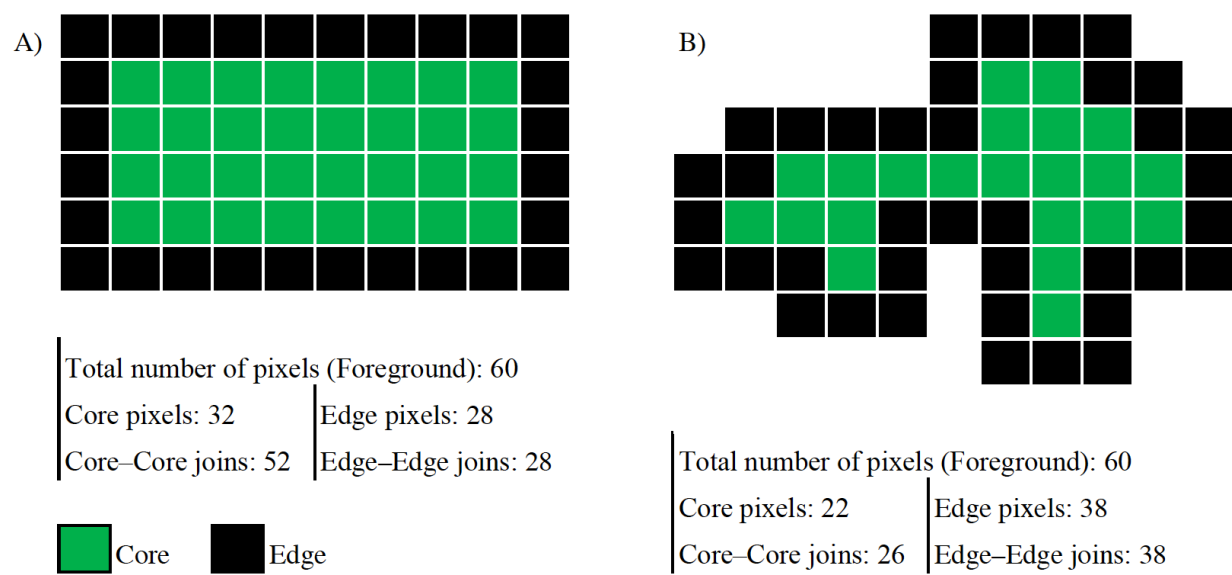 A)
B)
Total number of pixels (Foreground): 60
Core pixels: 32
Edge pixels: 28
Core–Core joins: 52
Edge–Edge joins: 28
Core
Edge
Total number of pixels (Foreground): 60
Core pixels: 22
Edge pixels: 38
Core–Core joins: 26
Edge–Edge joins: 38